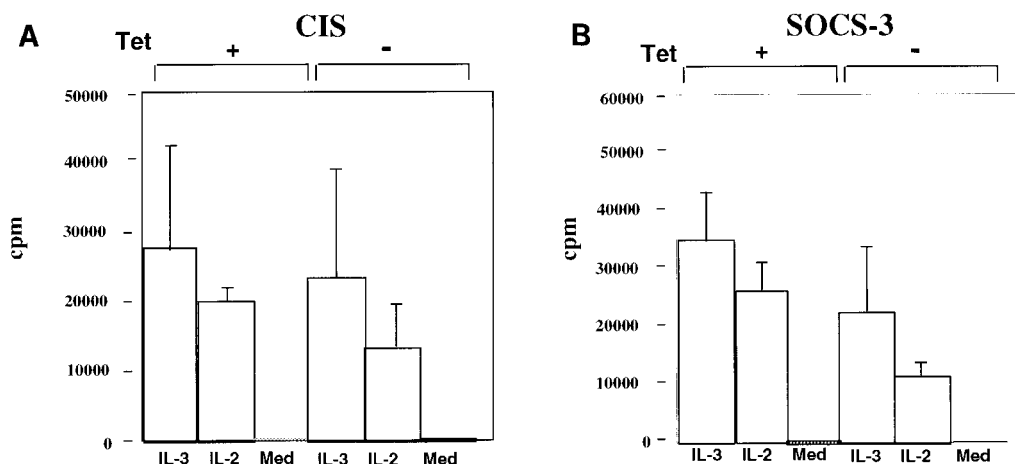 A
CIS
Tet + -
50000
40000
30000
20000
10000
0
cpm
IL-3 IL-2 Med IL-3 IL-2 Med
B
SOCS-3
Tet + -
60000
50000
40000
30000
20000
10000
0
cpm
IL-3 IL-2 Med IL-3 IL-2 Med